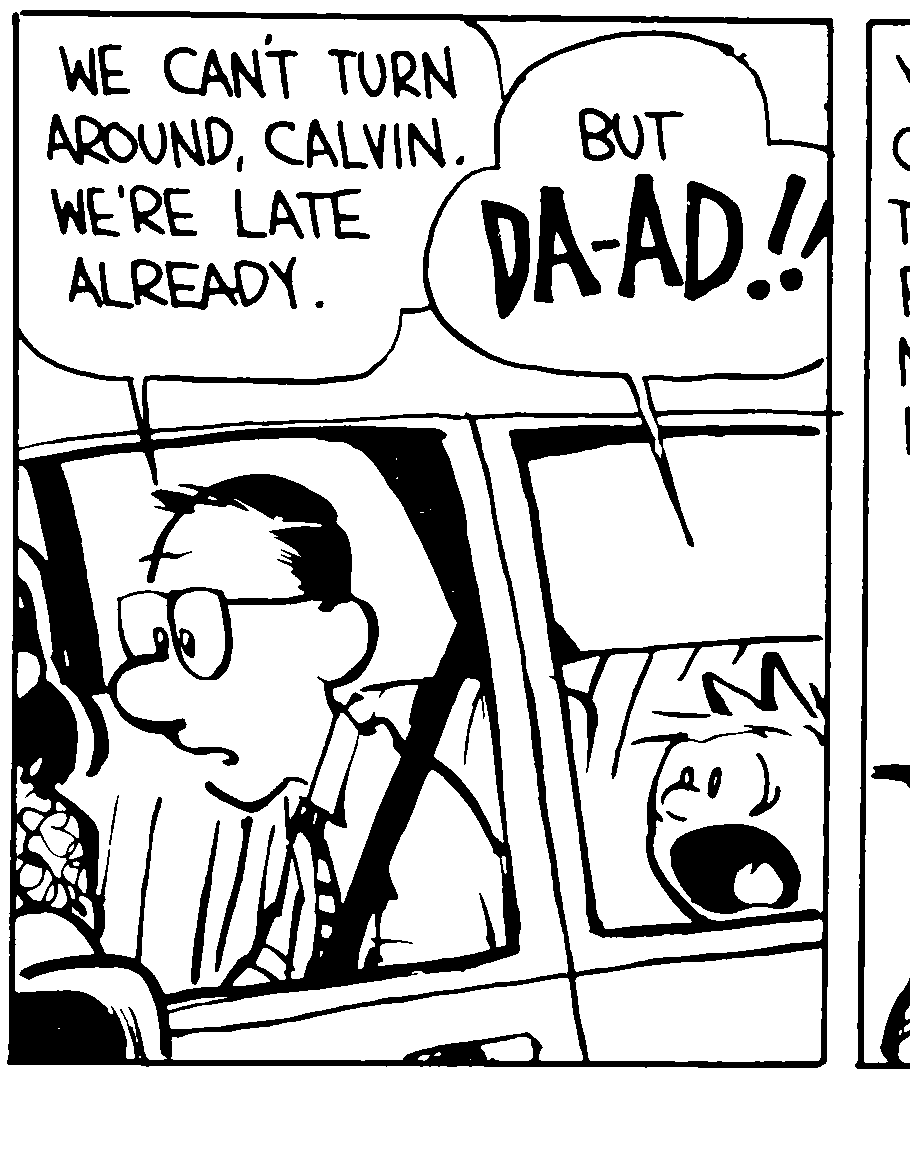 WE CAN'T TURN
AROUND, CALVIN.
WE'RE LATE
ALREADY.
BUT
DA-AD!!